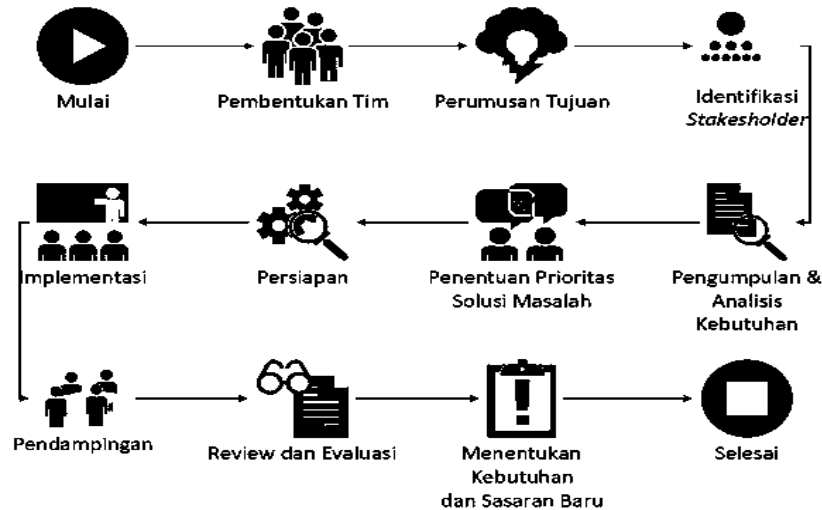 Mulai
Pembentukan Tim
Perumusan Tujuan
Identifikasi
Stakesholder
Implementasi
Persiapan
Penentuan Prioritas
Solusi Masalah
Pengumpulan &
Analisis
Kebutuhan
Pendampingan
Review dan Evaluasi
Menentukan
Kebutuhan
dan Sasaran Baru
Selesai